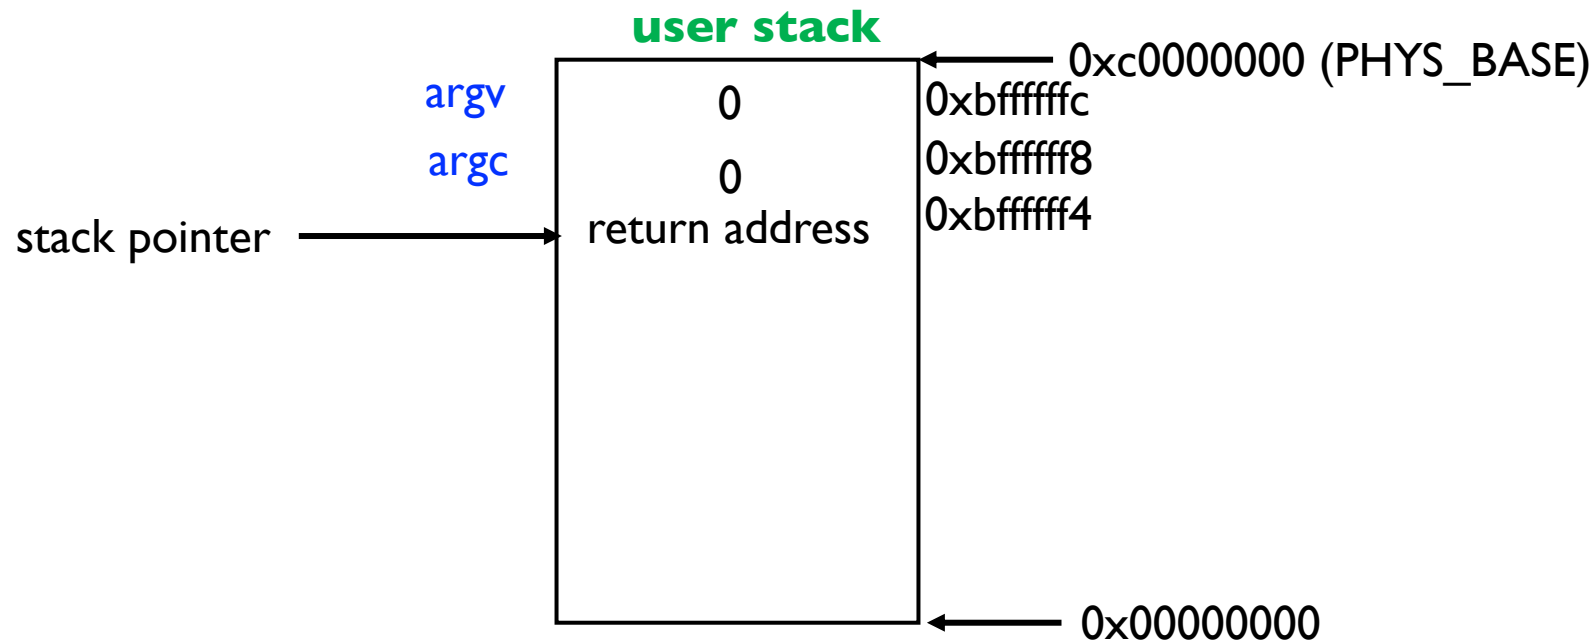 user stack
0xc0000000 (PHYS_BASE)
argv 0 0xbffffffc
argc 0 0xbffffff8
stack pointer return address 0xbffffff4
0x00000000